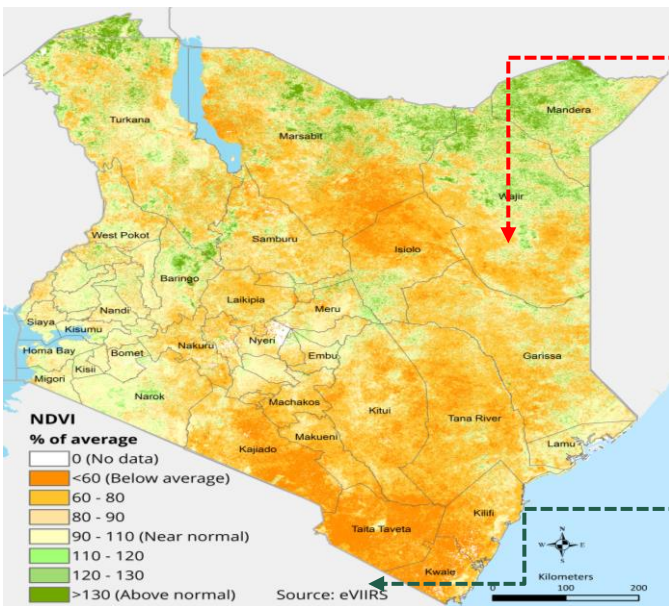 Turkana
Mandera
Marsabit
Wajir
West Pokot
Samburu
Isiolo
Baringo
Laikipia
Meru
Nandi
Siaya
Kisumu
Nyeri
Garissa
Homa Bay
Nakuru
Embu
Bomet
Kisii
Migori
Narok
Machakos
Kitui
Tana River
Lamu
Makueni
Kajiado
Kilifi
Taita Taveta
Kwale
NDVI
% of average
0 (No data)
<60 (Below average)
60 - 80
80 - 90
90 - 110 (Near normal)
110 - 120
120 - 130
>130 (Above normal)
Source: eVIIRS
N
W
E
S
Kilometers
0 100 200